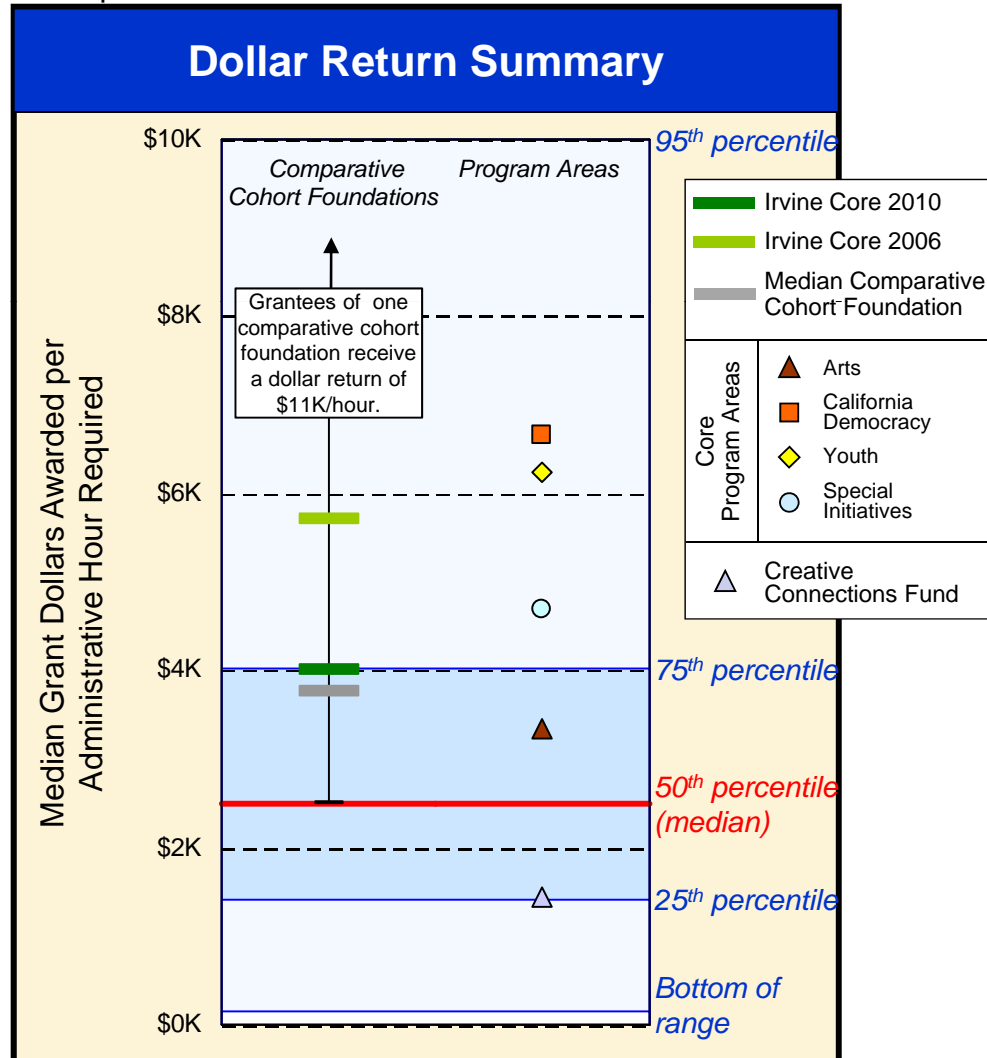 Dollar Return Summary
Median Grant Dollars Awarded per
Administrative Hour Required
$10K
$8K
$6K
$4K
$2K
$0K
Comparative
Cohort Foundations
Program Areas
Grantees of one
comparative cohort
foundation receive
a dollar return of
$11K/hour.
95th percentile
75th percentile
50th percentile
(median)
25th percentile
Bottom of
range
Irvine Core 2010
Irvine Core 2006
Median Comparative
Cohort Foundation
Core
Program Areas
Arts
California
Democracy
Youth
Special
Initiatives
Creative
Connections Fund